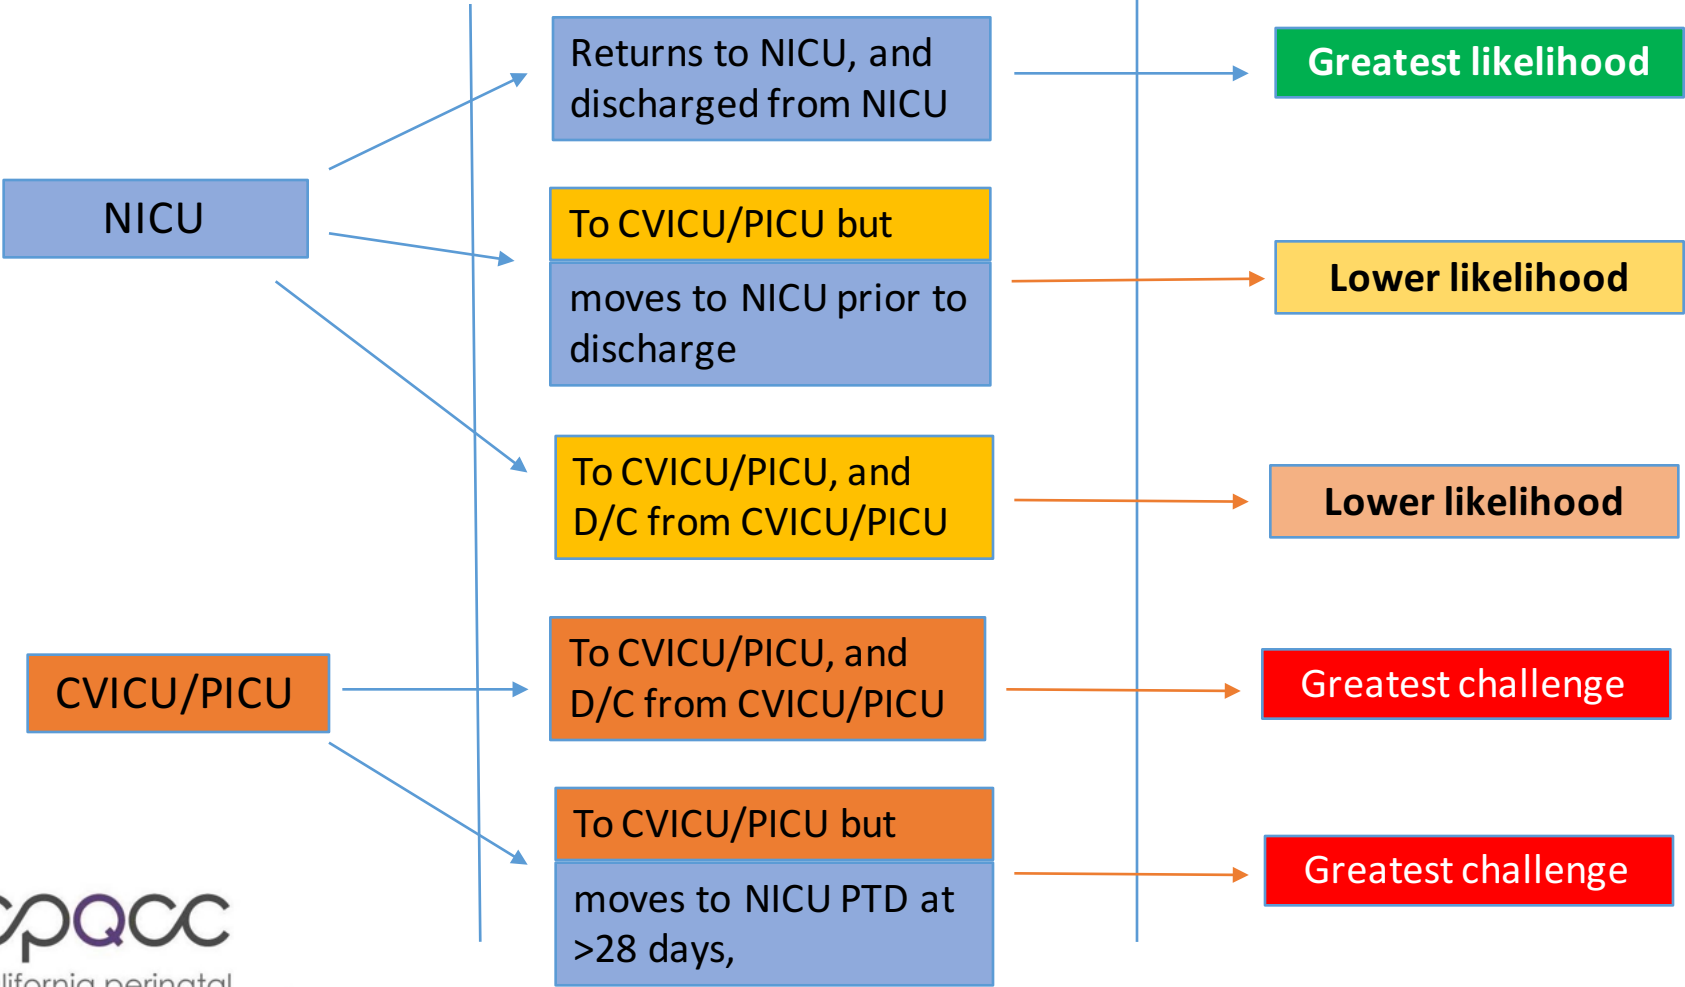 Returns to NICU, and
discharged from NICU
Greatest likelihood
NICU
To CVICU/PICU but
moves to NICU prior to
discharge
Lower likelihood
To CVICU/PICU, and
D/C from CVICU/PICU
Lower likelihood
CVICU/PICU
To CVICU/PICU, and
D/C from CVICU/PICU
Greatest challenge
To CVICU/PICU but
moves to NICU PTD at
>28 days,
Greatest challenge
cpqcc
perinatal